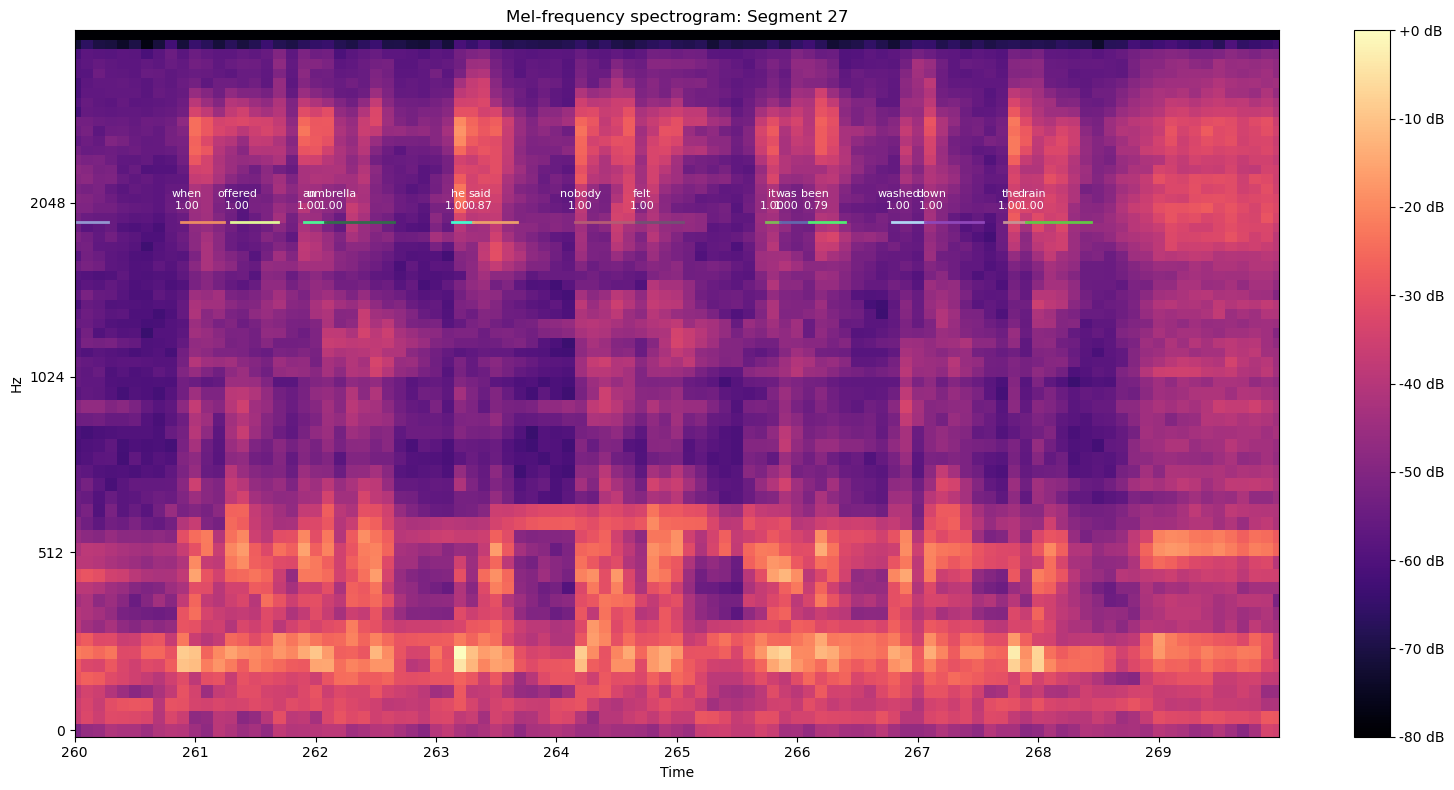 Mel-frequency spectrogram: Segment 27
+0 dB
-10 dB
-20 dB
-30 dB
-40 dB
-50 dB
-60 dB
-70 dB
-80 dB
Hz
2048
1024
512
0
when offered an umbrella he said nobody felt it was been washed down the drain
1.00 1.00 1.00 1.00 1.00 0.87 1.00 1.00 1.00 1.00 0.79 1.00 1.00 1.00 1.00
260 261 262 263 264 265 266 267 268 269
Time